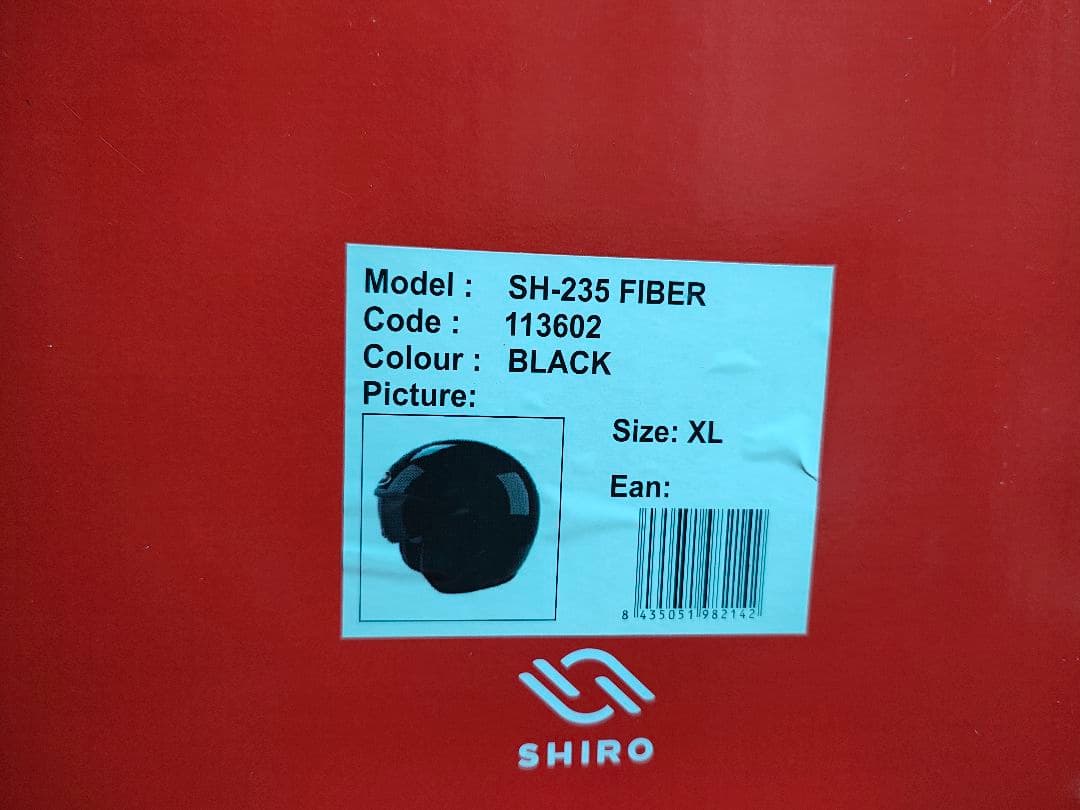 Model : SH-235 FIBER
Code : 113602
Colour : BLACK
Picture:
Size: XL
Ean:
8 435051 982142
SHIRO